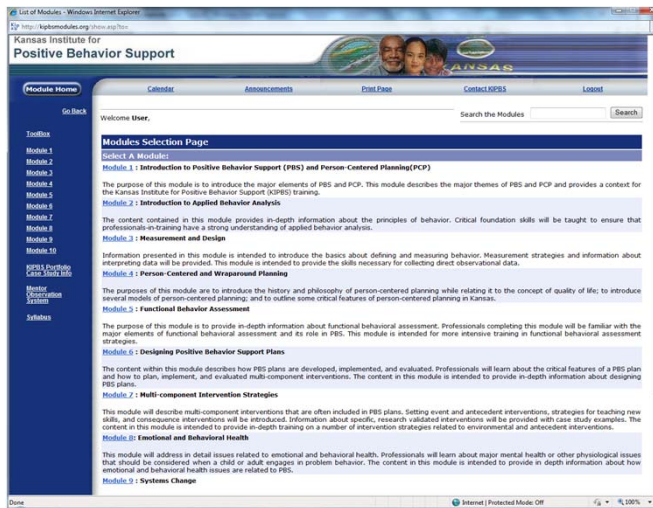 List of Modules - Windows Internet Explorer
http://kipbsmodules.org/show.asp?tex
Kansas Institute for
Positive Behavior Support
KANSAS
Module Home
Calendar
Announcements
Print Page
Contact KIPBS
Logout
Go Back
Welcome User,
Search the Modules
Search
ToolBox
Module 1
Module 2
Module 3
Module 4
Module 5
Module 6
Module 7
Module 8
Module 9
Module 10
KIPBS Portfolio
Case Study Info
Mentor
Observation
System
Syllabus
Modules Selection Page
Select A Module:
Module 1 : Introduction to Positive Behavior Support (PBS) and Person-Centered Planning(PCP)
The purpose of this module is to introduce the major elements of PBS and PCP. This module describes the major themes of PBS and PCP and provides a context for
the Kansas Institute for Positive Behavior Support (KIPBS) training.
Module 2 : Introduction to Applied Behavior Analysis
The content contained in this module provides in-depth information about the principles of behavior. Critical foundation skills will be taught to ensure that
professionals-in-training have a strong understanding of applied behavior analysis.
Module 3 : Measurement and Design
Information presented in this module is intended to introduce the basics about defining and measuring behavior. Measurement strategies and information about
interpreting data will be provided. This module is intended to provide the skills necessary for collecting direct observational data.
Module 4 : Person-Centered and Wraparound Planning
The purposes of this module are to introduce the history and philosophy of person-centered planning while relating it to the concept of quality of life; to introduce
several models of person-centered planning; and to outline some critical features of person-centered planning in Kansas.
Module 5 : Functional Behavior Assessment
The purpose of this module is to provide in-depth information about functional behavioral assessment. Professionals completing this module will be familiar with the
major elements of functional behavioral assessment and its role in PBS. This module is intended for more intensive training in functional behavioral assessment
strategies.
Module 6 : Designing Positive Behavior Support Plans
The content within this module describes how PBS plans are developed, implemented, and evaluated. Professionals will learn about the critical features of a PBS plan
and how to plan, implement, and evaluated multi-component interventions. The content in this module is intended to provide in-depth information about designing
PBS plans.
Module 7 : Multi-component Intervention Strategies
This module will describe multi-component interventions that are often included in PBS plans. Setting event and antecedent interventions, strategies for teaching new
skills, and consequence interventions will be introduced. Information about specific, research validated interventions will be provided with case study examples. The
content in this module is intended to provide in-depth training on a number of intervention strategies related to environmental and antecedent interventions.
Module 8: Emotional and Behavioral Health
This module will address in detail issues related to emotional and behavioral health. Professionals will learn about major mental health or other physiological issues
that should be considered when a child or adult engages in problem behavior. The content in this module is intended to provide in depth information about how
emotional and behavioral health issues are related to PBS.
Module 9 : Systems Change
Done
Internet | Protected Mode: Off
100%